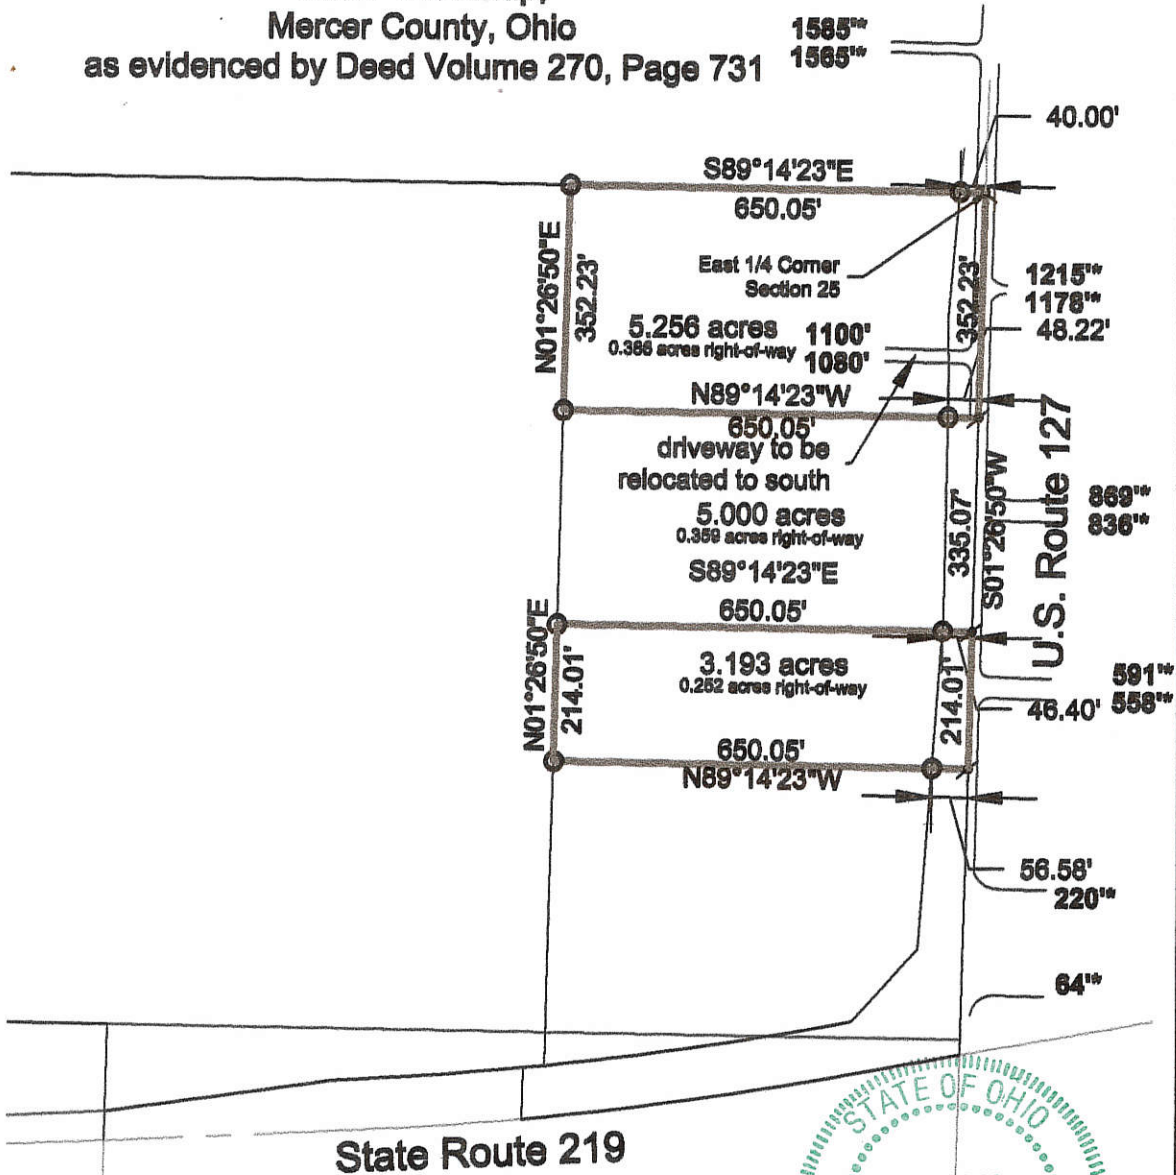 Mercer County, Ohio
as evidenced by Deed Volume 270, Page 731
1585'*
1565'*
40.00'
S89°14'23"E
650.05'
N01°26'50"E
352.23'
East 1/4 Corner
Section 25
352.23'
1215'*
1178'*
48.22'
5.256 acres
0.386 acres right-of-way
1100'
1080'
N89°14'23"W
650.05'
driveway to be
relocated to south
5.000 acres
0.359 acres right-of-way
335.07'
S01°26'50"W
U.S. Route 127
869'*
836'*
S89°14'23"E
650.05'
N01°26'50"E
214.01'
3.193 acres
0.252 acres right-of-way
214.01'
591'*
558'*
46.40'
650.05'
N89°14'23"W
56.58'
220'*
64'*
State Route 219
STATE OF OHIO